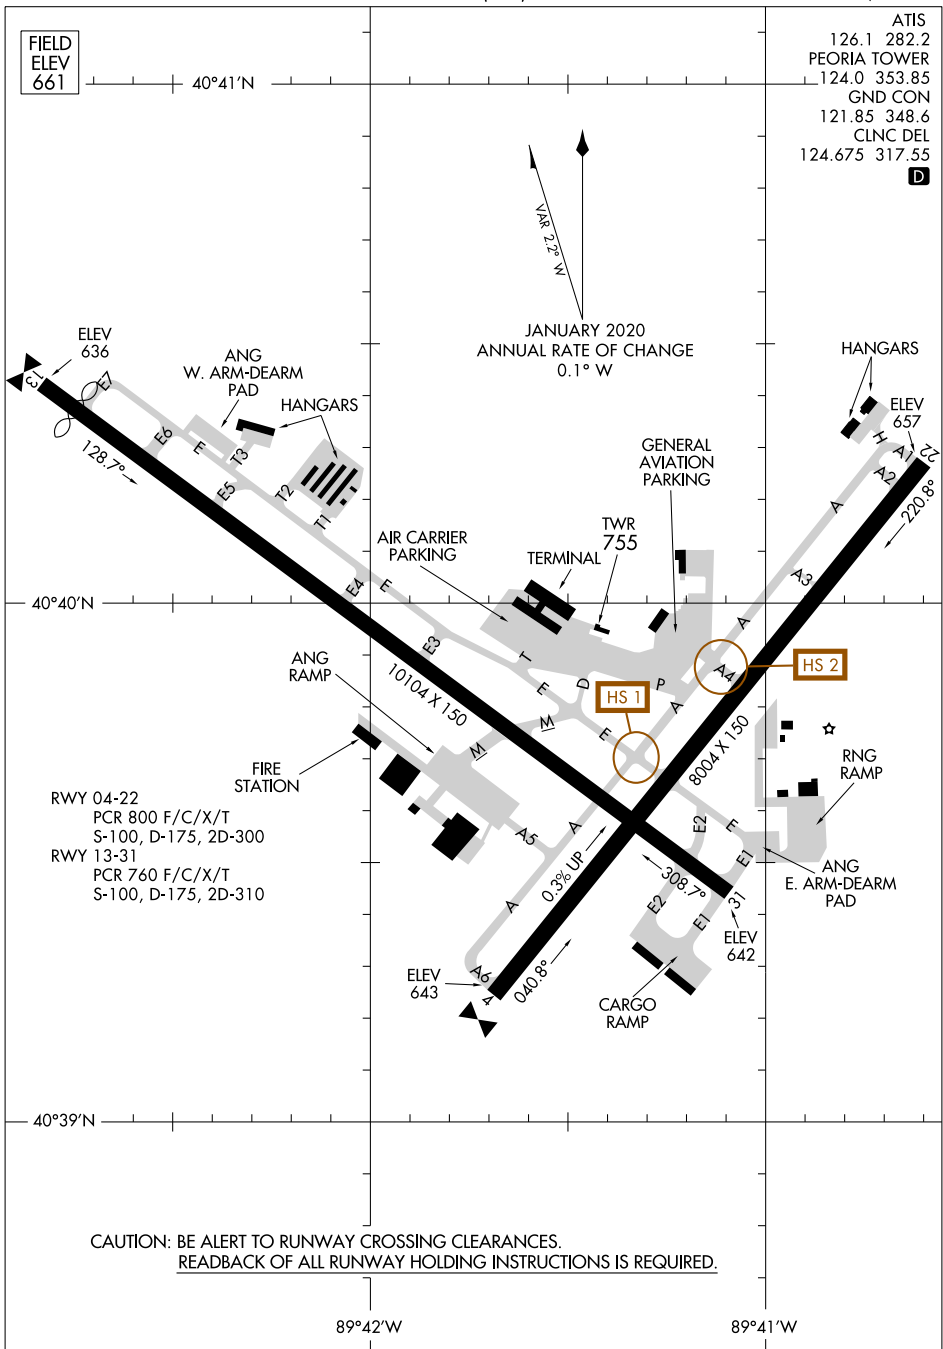 ATIS
126.1 282.2
PEORIA TOWER
124.0 353.85
GND CON
121.85 348.6
CLNC DEL
124.675 317.55
D
FIELD
ELEV
661
40°41'N
VAR 2.2° W
JANUARY 2020
ANNUAL RATE OF CHANGE
0.1° W
ELEV
636
13
E7
128.7°
ANG
W. ARM-DEARM
PAD
HANGARS
E6
E
T3
E5
T2
T1
HANGARS
ELEV
657
H
A1
A2
22
220.8°
A
A3
GENERAL
AVIATION
PARKING
TWR
755
TERMINAL
AIR CARRIER
PARKING
40°40'N
E4
E
E3
A
A4
HS 2
HS 1
T
E
D
P
A
M
M
E
ANG
RAMP
10104 X 150
8004 X 150
FIRE
STATION
RNG
RAMP
RWY 04-22
PCR 800 F/C/X/T
S-100, D-175, 2D-300
RWY 13-31
PCR 760 F/C/X/T
S-100, D-175, 2D-310
A5
A
E2
E
E1
ANG
E. ARM-DEARM
PAD
0.3% UP
308.7°
31
E2
E1
ELEV
642
A
A6
4
040.8°
ELEV
643
CARGO
RAMP
40°39'N
CAUTION: BE ALERT TO RUNWAY CROSSING CLEARANCES.
READBACK OF ALL RUNWAY HOLDING INSTRUCTIONS IS REQUIRED.
89°42'W
89°41'W